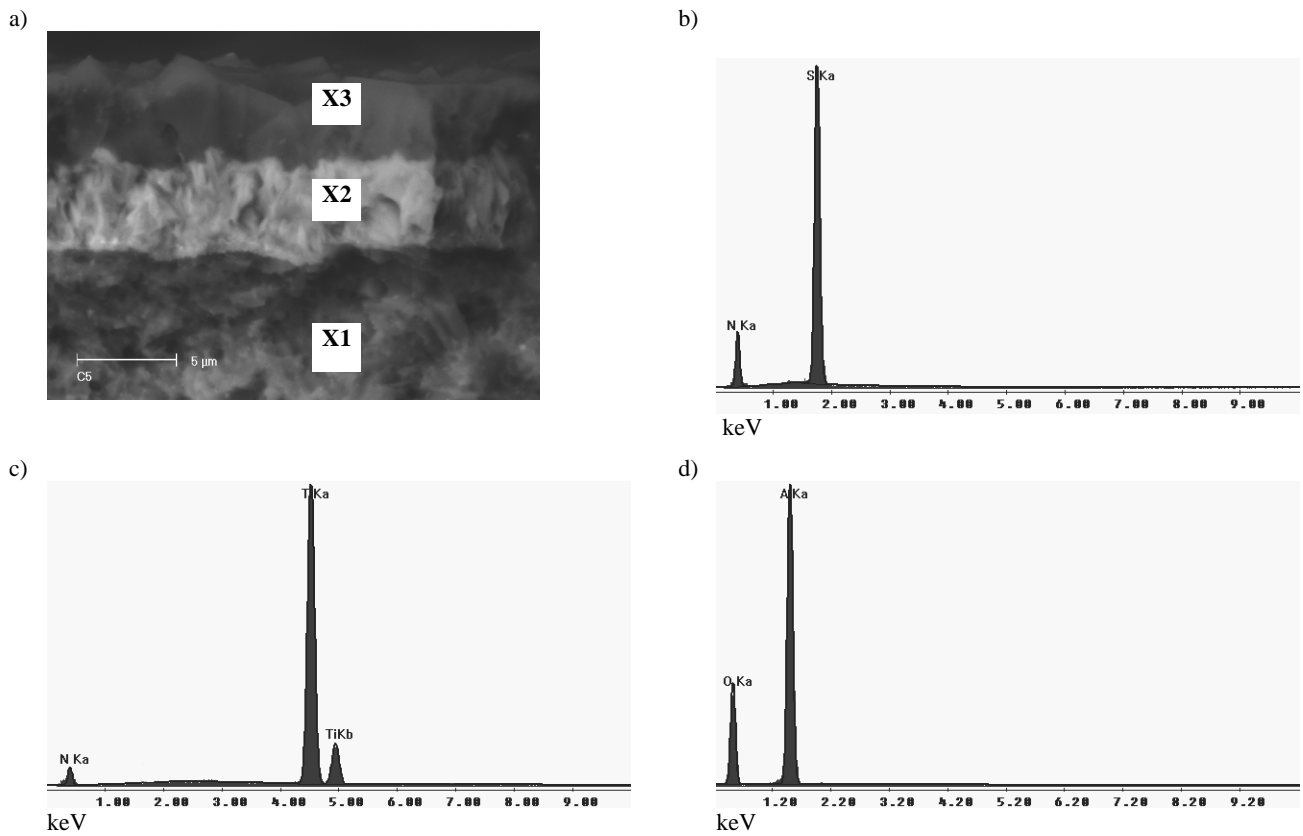 a)
X3
X2
X1
5 µm
C5
b)
S Ka
N Ka
1.00 2.00 3.00 4.00 5.00 6.00 7.00 8.00 9.00
keV
c)
T Ka
TiKb
N Ka
1.00 2.00 3.00 4.00 5.00 6.00 7.00 8.00 9.00
keV
d)
A Ka
O Ka
1.20 2.20 3.20 4.20 5.20 6.20 7.20 8.20 9.20
keV